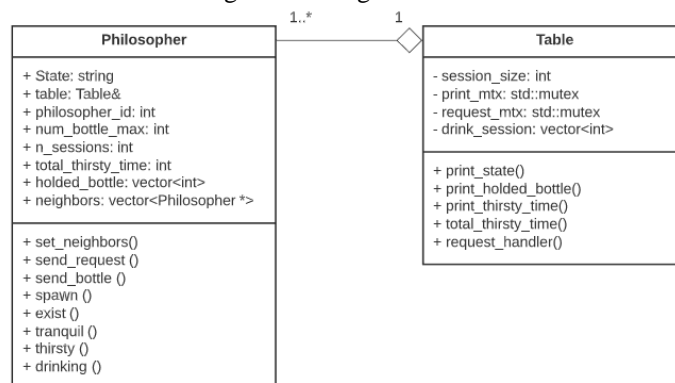 1..*
1
Philosopher
+ State: string
+ table: Table&
+ philosopher_id: int
+ num_bottle_max: int
+ n_sessions: int
+ total_thirsty_time: int
+ holded_bottle: vector<int>
+ neighbors: vector<Philosopher *>
+ set_neighbors()
+ send_request ()
+ send_bottle ()
+ spawn ()
+ exist ()
+ tranquil ()
+ thirsty ()
+ drinking ()
Table
- session_size: int
- print_mtx: std::mutex
- request_mtx: std::mutex
- drink_session: vector<int>
+ print_state()
+ print_holded_bottle()
+ print_thirsty_time()
+ total_thirsty_time()
+ request_handler()